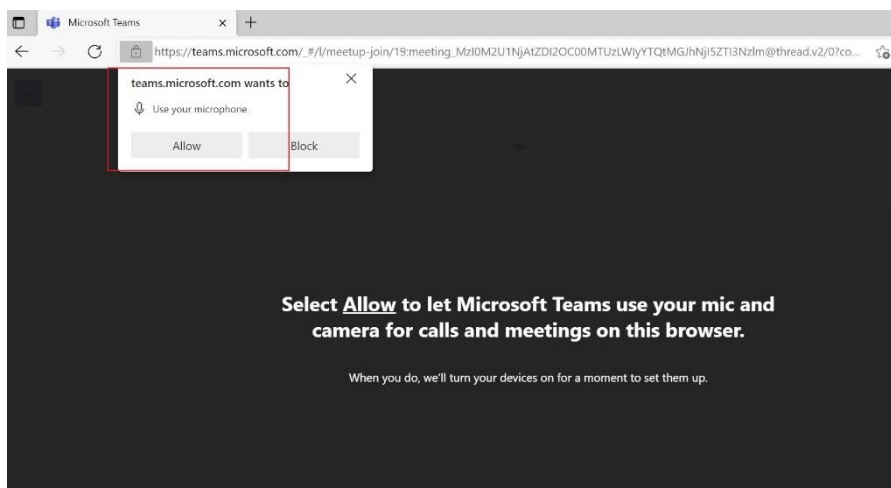 Microsoft Teams
https://teams.microsoft.com/_#/l/meetup-join/19:meeting_MzI0M2U1NjAtZDI2OC00MTUzLWIyYTQtMGJhNjI5ZTI3Nzlm@thread.v2/0?co...
teams.microsoft.com wants to
Use your microphone
Allow Block
Select Allow to let Microsoft Teams use your mic and
camera for calls and meetings on this browser.
When you do, we'll turn your devices on for a moment to set them up.